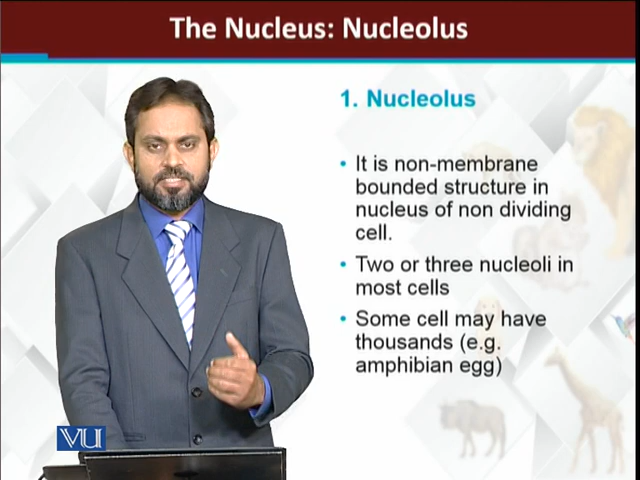 The Nucleus: Nucleolus
1. Nucleolus
• It is non-membrane
bounded structure in
nucleus of non dividing
cell.
• Two or three nucleoli in
most cells
• Some cell may have
thousands (e.g.
amphibian egg)
VU